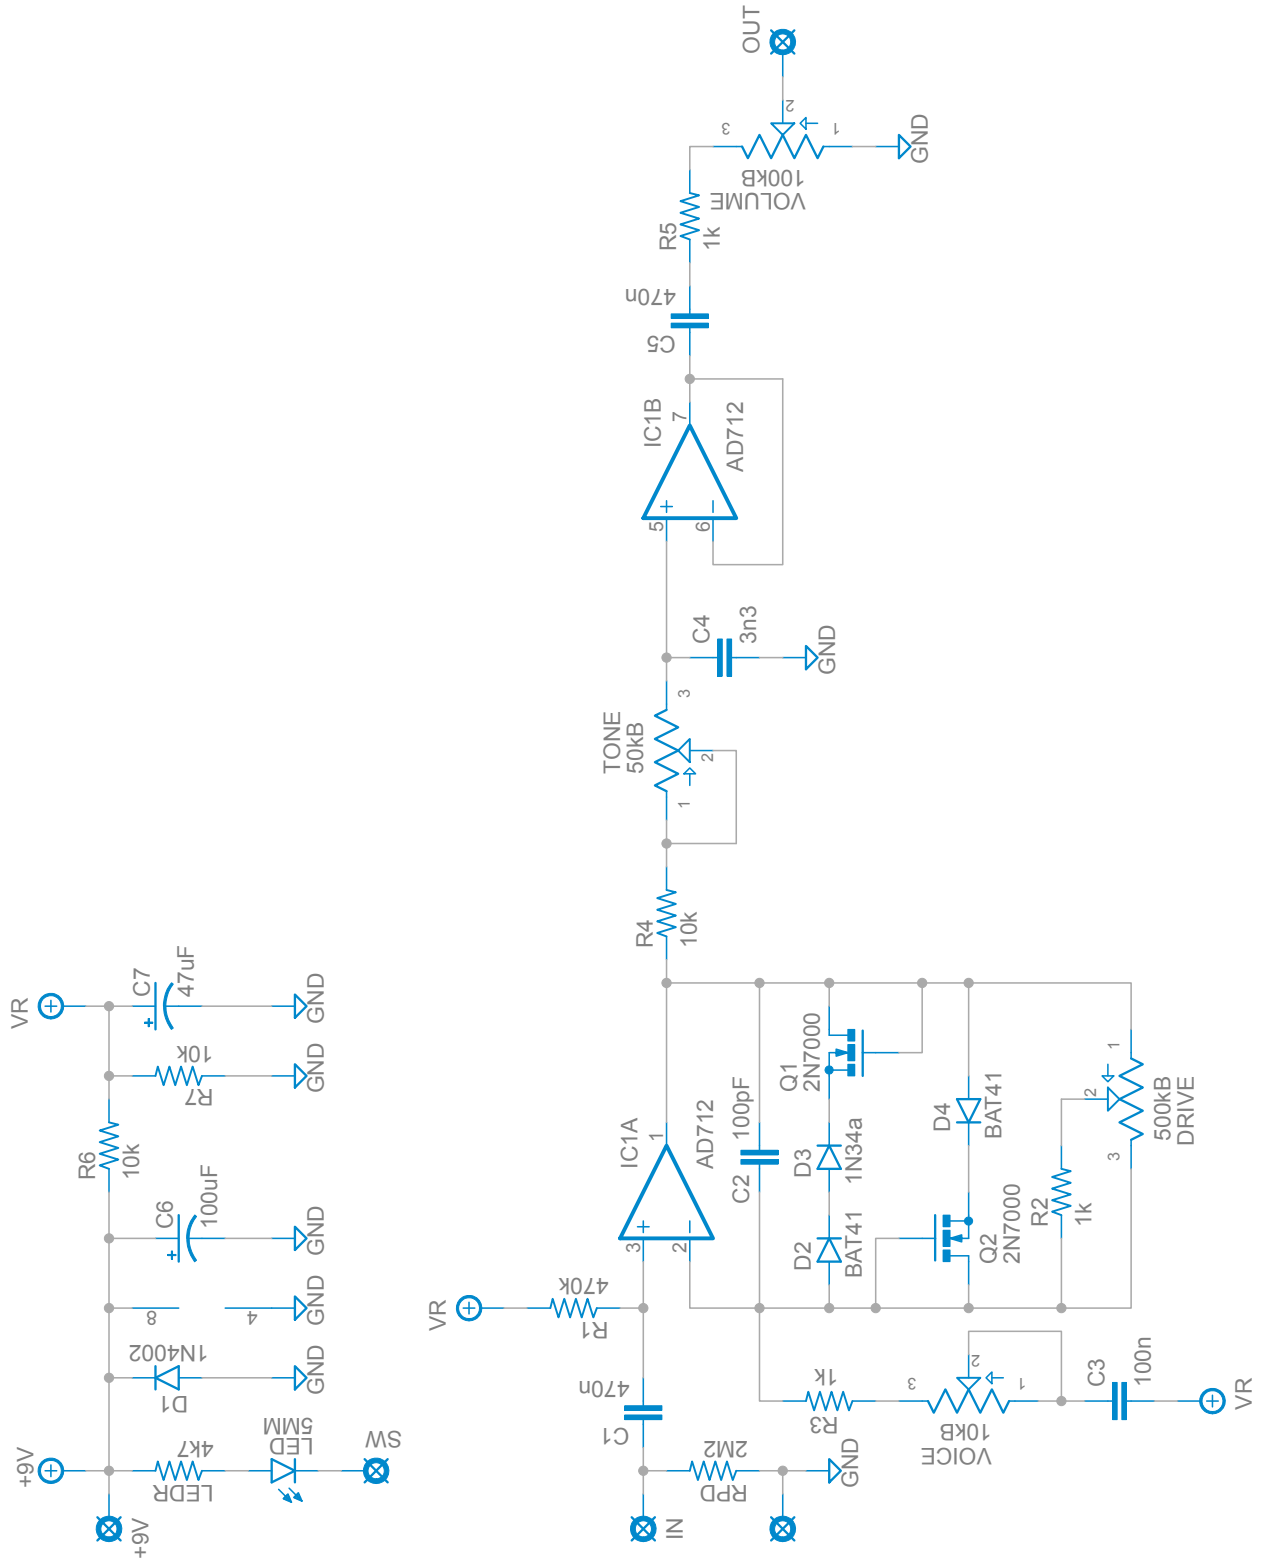 +9V
+9V
LEDR
4k7
LED
5MM
SW
D1
1N4002
GND
8
4
GND
C6
100uF
GND
R6
10k
R7
10k
GND
VR
C7
47uF
GND
IN
RPD
2M2
GND
C1
470n
VR
R1
470k
3
2
1
IC1A
AD712
C2
100pF
D2
BAT41
D3
1N34a
Q1
2N7000
Q2
2N7000
D4
BAT41
R2
1k
3
2
1
500kB
DRIVE
R3
1k
3
2
1
10kB
VOICE
C3
100n
VR
R4
10k
TONE
50kB
1
2
3
C4
3n3
GND
5
6
7
IC1B
AD712
C5
470n
R5
1k
3
2
1
100kB
VOLUME
GND
OUT